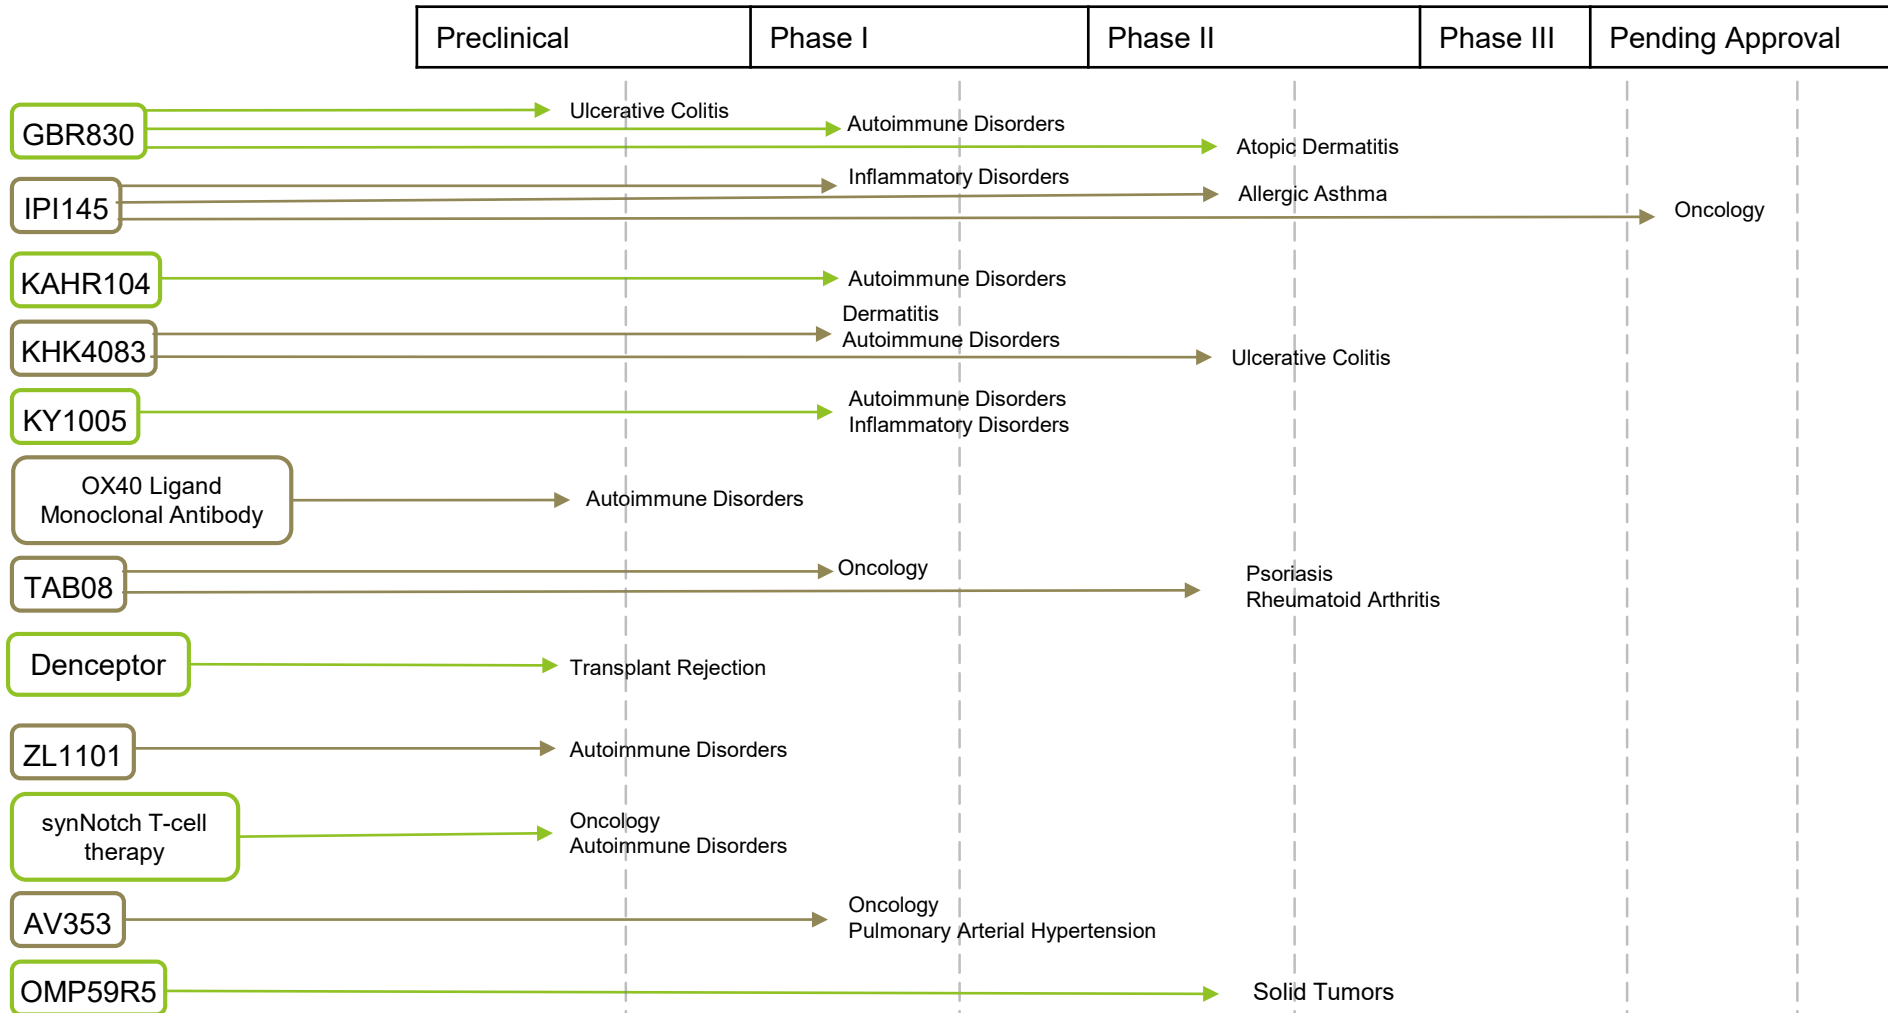 Preclinical
Phase I
Phase II
Phase III
Pending Approval
GBR830
Ulcerative Colitis
Autoimmune Disorders
Atopic Dermatitis
IPI145
Inflammatory Disorders
Allergic Asthma
Oncology
KAHR104
Autoimmune Disorders
KHK4083
Dermatitis
Autoimmune Disorders
Ulcerative Colitis
KY1005
Autoimmune Disorders
Inflammatory Disorders
OX40 Ligand
Monoclonal Antibody
Autoimmune Disorders
TAB08
Oncology
Psoriasis
Rheumatoid Arthritis
Denceptor
Transplant Rejection
ZL1101
Autoimmune Disorders
synNotch T-cell
therapy
Oncology
Autoimmune Disorders
AV353
Oncology
Pulmonary Arterial Hypertension
OMP59R5
Solid Tumors